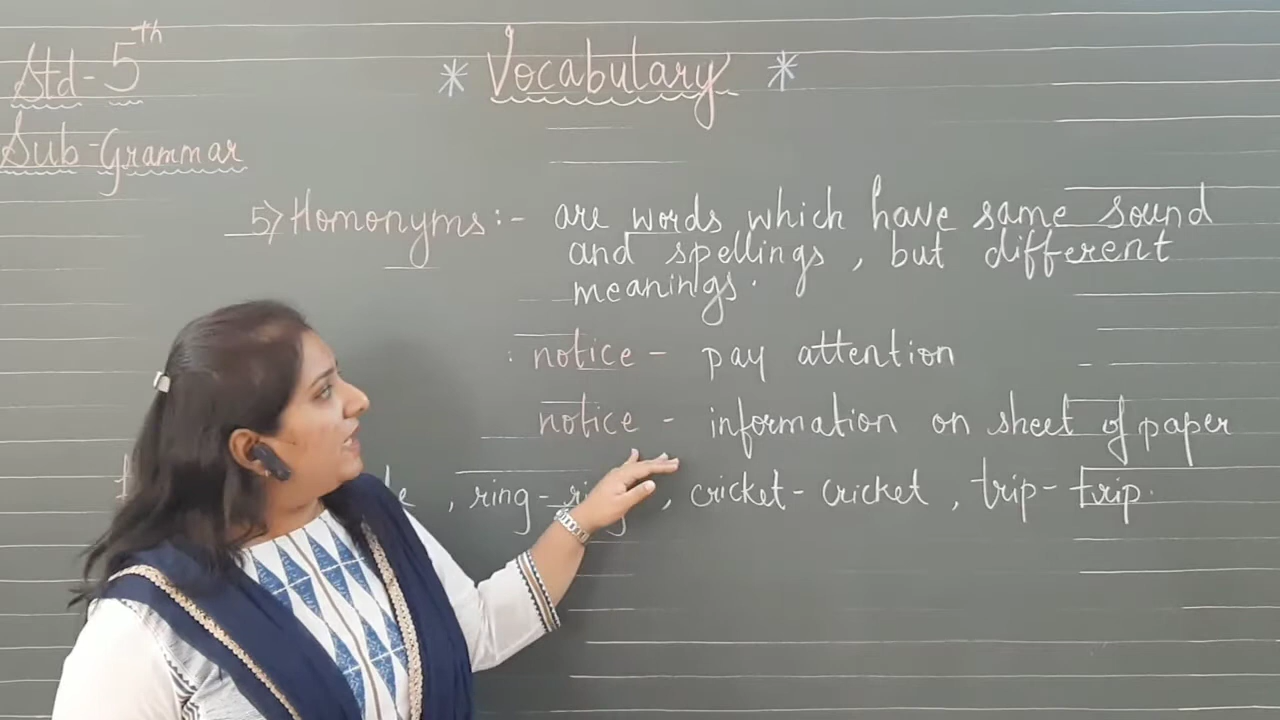 Std - 5th
* Vocabulary *
Sub - Grammar
5) Homonyms :- are words which have same sound
and spellings , but different
meanings.
notice - pay attention
notice - information on sheet of paper
, ring - , cricket - cricket , trip - trip.